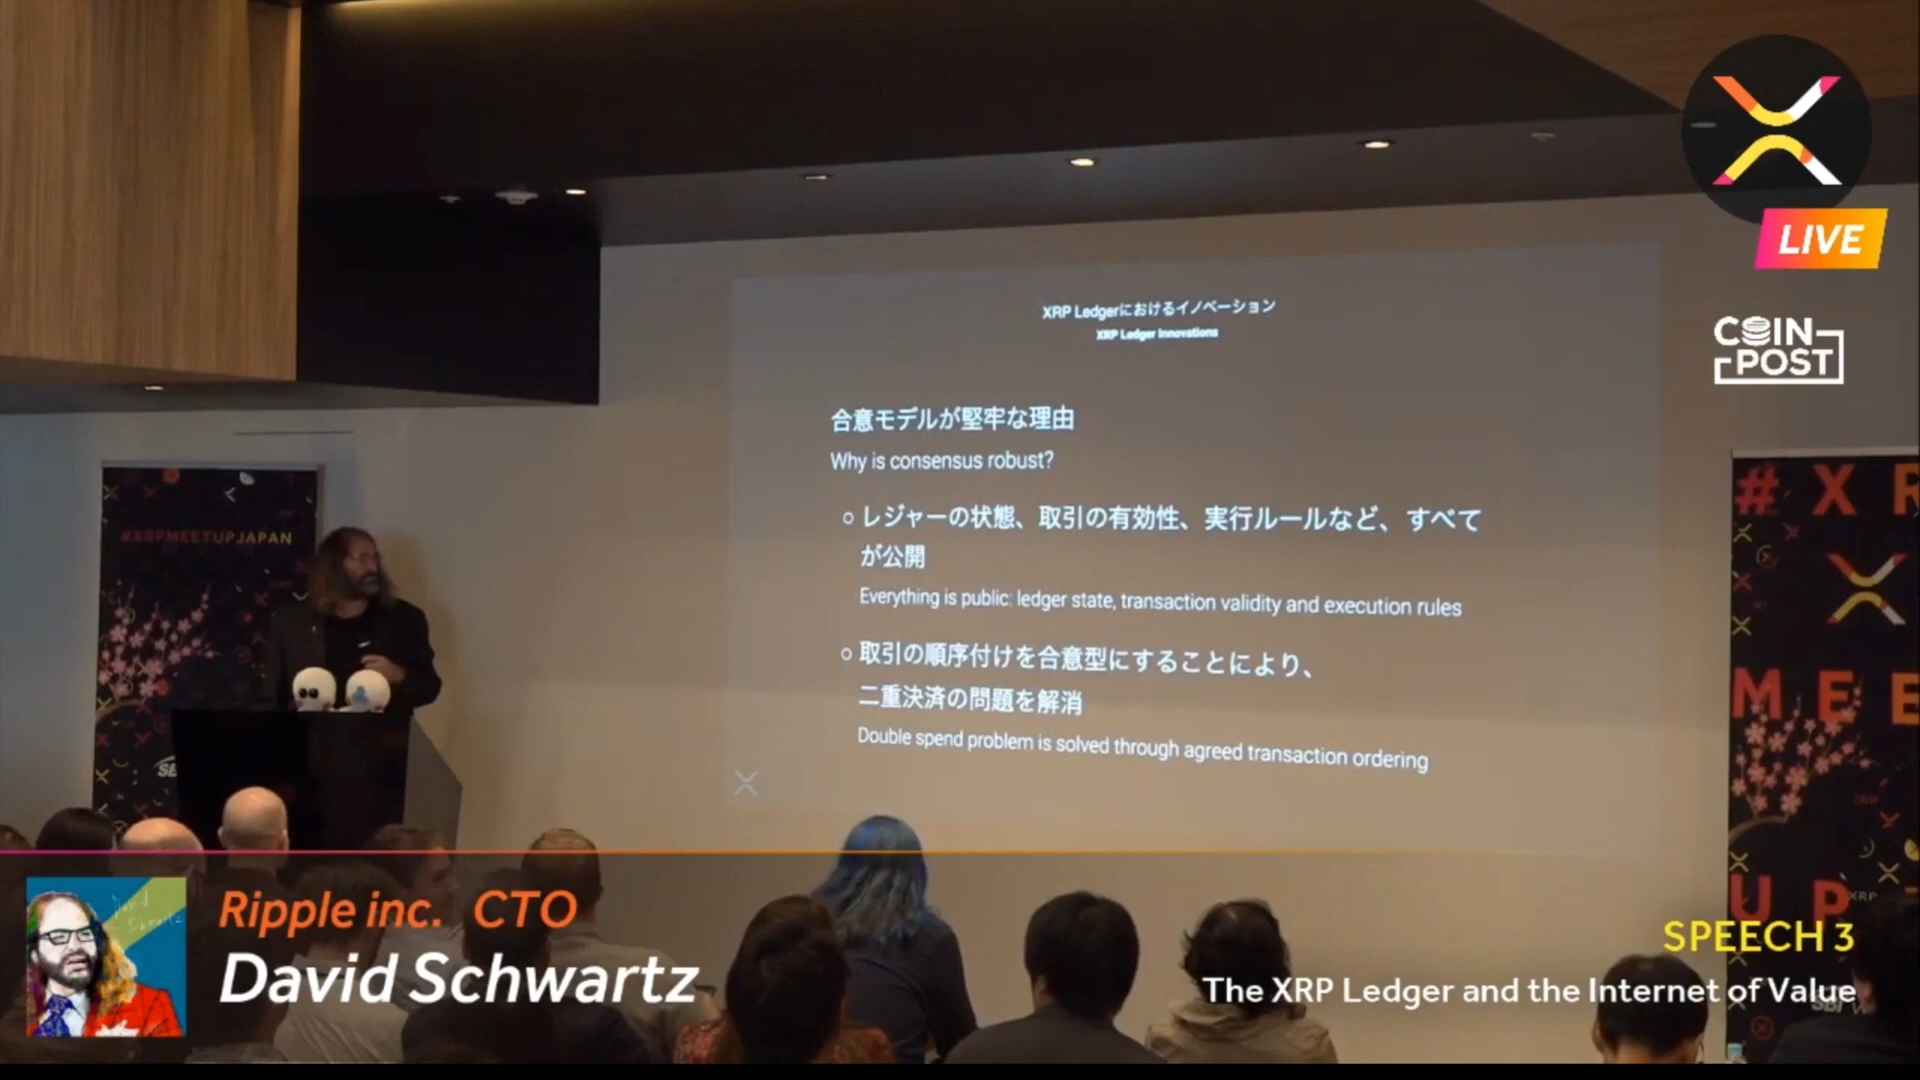 LIVE
COIN
POST
XRP Ledgerにおけるイノベーション
XRP Ledger Innovations
合意モデルが堅牢な理由
Why is consensus robust?
レジャーの状態、取引の有効性、実行ルールなど、すべて
が公開
Everything is public: ledger state, transaction validity and execution rules
取引の順序付けを合意型にすることにより、
二重決済の問題を解消
Double spend problem is solved through agreed transaction ordering
#XRPMEETUPJAPAN
# X R
M E E
U P
Ripple inc. CTO
David Schwartz
SPEECH 3
The XRP Ledger and the Internet of Value